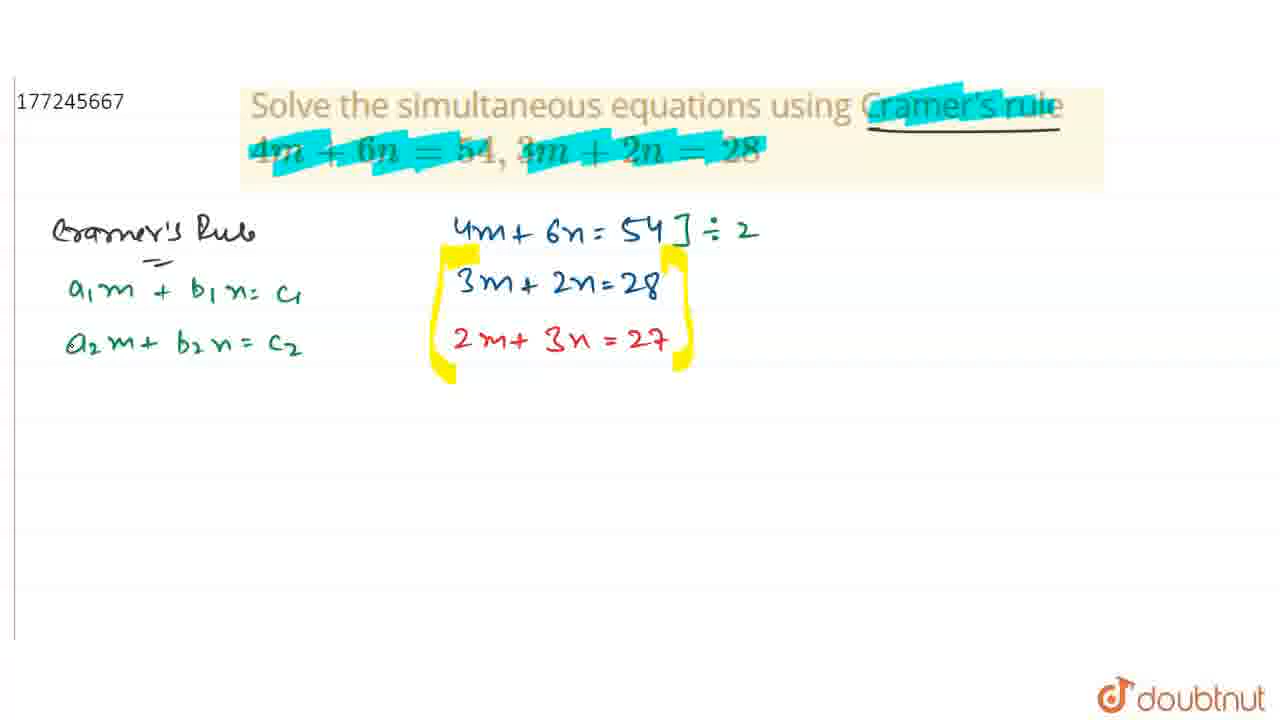 177245667
Solve the simultaneous equations using Cramer's rule
4m + 6n = 54, 3m + 2n = 28
Cramer's Rule
a₁m + b₁n = c₁
a₂m + b₂n = c₂
4m + 6n = 54 ] ÷ 2
3m + 2n = 28
2m + 3n = 27
doubtnut